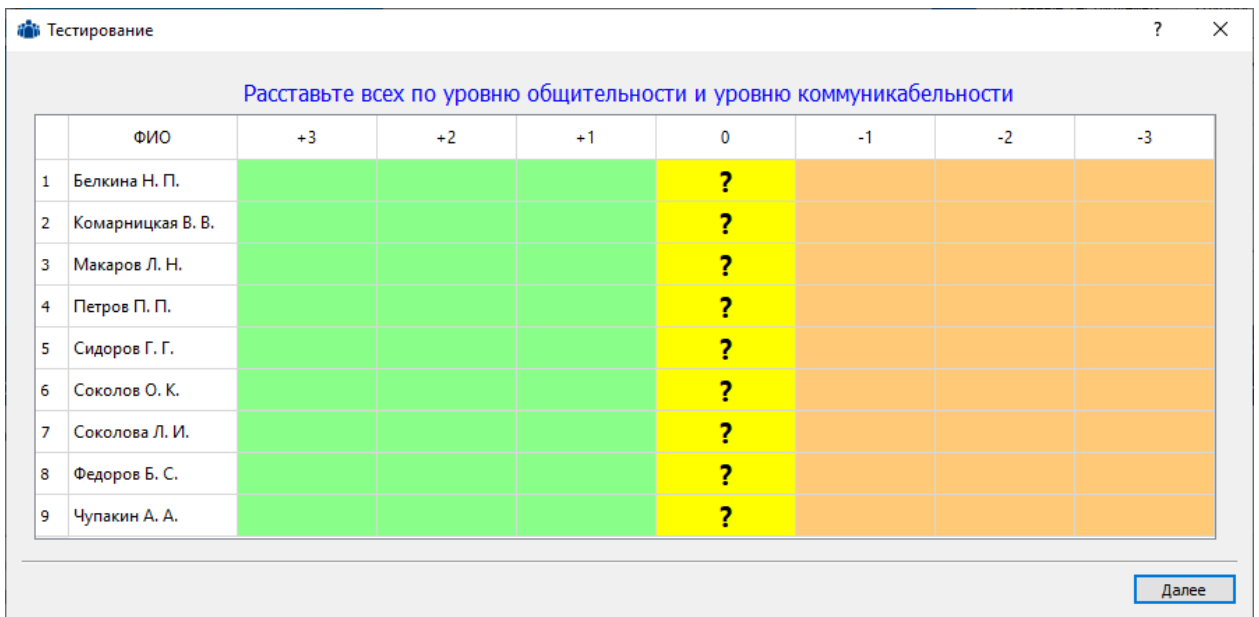 Тестирование
?
Расставьте всех по уровню общительности и уровню коммуникабельности
ФИО +3 +2 +1 0 -1 -2 -3
1 Белкина Н. П. ?
2 Комарницкая В. В. ?
3 Макаров Л. Н. ?
4 Петров П. П. ?
5 Сидоров Г. Г. ?
6 Соколов О. К. ?
7 Соколова Л. И. ?
8 Федоров Б. С. ?
9 Чупакин А. А. ?
Далее